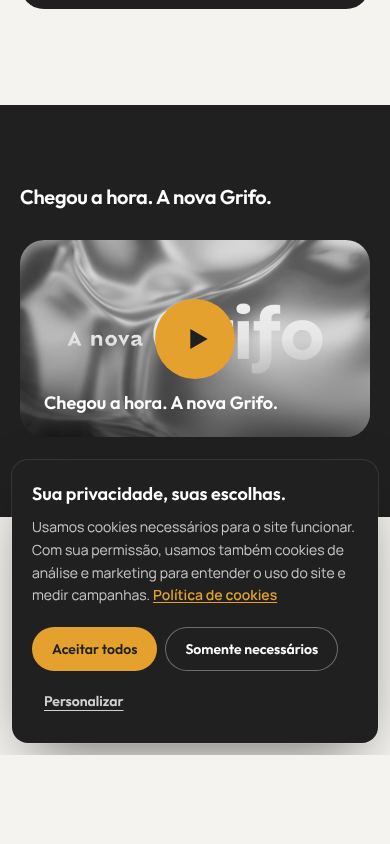 Chegou a hora. A nova Grifo.
A nova ifo
Chegou a hora. A nova Grifo.
Sua privacidade, suas escolhas.
Usamos cookies necessários para o site funcionar.
Com sua permissão, usamos também cookies de
análise e marketing para entender o uso do site e
medir campanhas. Política de cookies
Aceitar todos
Somente necessários
Personalizar